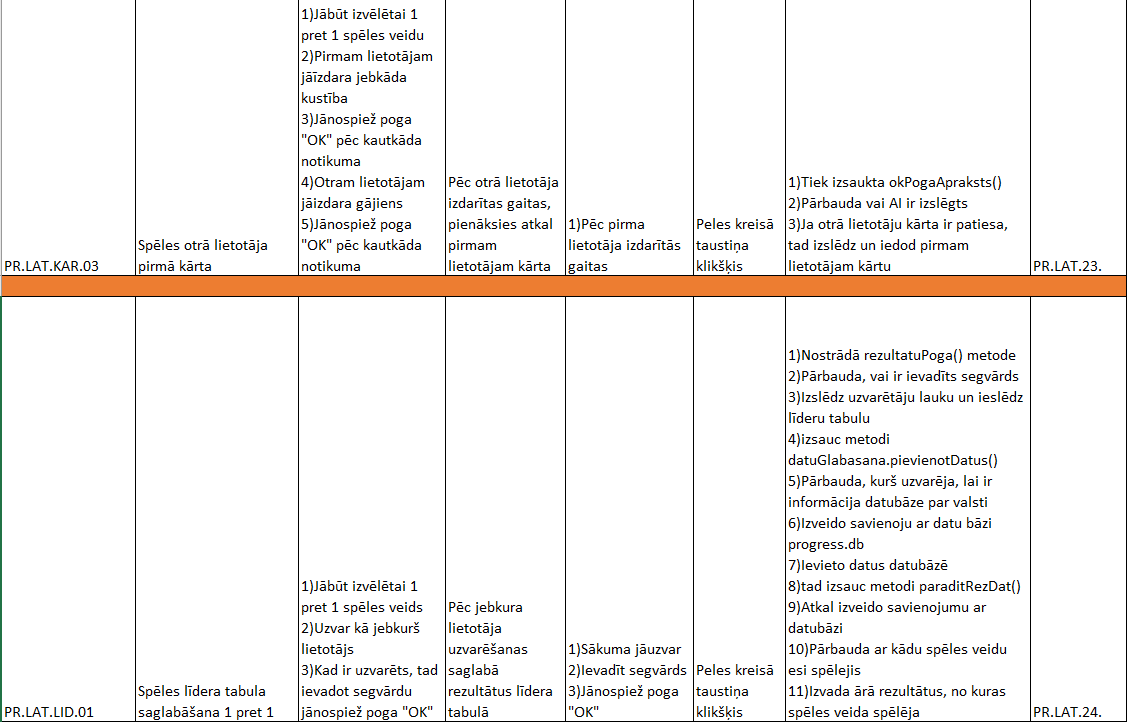 PR.LAT.KAR.03
Spēles otrā lietotāja
pirmā kārta
1)Jābūt izvēlētai 1
pret 1 spēles veidu
2)Pirmam lietotājam
jāīzdara jebkāda
kustība
3)Jānospiež poga
"OK" pēc kautkāda
notikuma
4)Otram lietotājam
jāizdara gājiens
5)Jānospiež poga
"OK" pēc kautkāda
notikuma
Pēc otrā lietotāja
izdarītas gaitas,
pienāksies atkal
pirmam
lietotājam kārta
1)Pēc pirma
lietotāja izdarītās
gaitas
Peles kreisā
taustiņa
klikšķis
1)Tiek izsaukta okPogaApraksts()
2)Pārbauda vai AI ir izslēgts
3)Ja otrā lietotāju kārta ir patiesa,
tad izslēdz un iedod pirmam
lietotājam kārtu
PR.LAT.23.
PR.LAT.LID.01
Spēles līdera tabula
saglabāšana 1 pret 1
1)Jābūt izvēlētai 1
pret 1 spēles veids
2)Uzvar kā jebkurš
lietotājs
3)Kad ir uzvarēts, tad
ievadot segvārdu
jānospiež poga "OK"
Pēc jebkura
lietotāja
uzvarēšanas
saglabā
rezultātus līdera
tabulā
1)Sākuma jāuzvar
2)Ievadīt segvārds
3)Jānospiež poga
"OK"
Peles kreisā
taustiņa
klikšķis
1)Nostrādā rezultatuPoga() metode
2)Pārbauda, vai ir ievadīts segvārds
3)Izslēdz uzvarētāju lauku un ieslēdz
līderu tabulu
4)izsauc metodi
datuGlabasana.pievienotDatus()
5)Pārbauda, kurš uzvarēja, lai ir
informācija datubāze par valsti
6)Izveido savienoju ar datu bāzi
progress.db
7)Ievieto datus datubāzē
8)tad izsauc metodi paraditRezDat()
9)Atkal izveido savienojumu ar
datubāzi
10)Pārbauda ar kādu spēles veidu
esi spēlejis
11)Izvada ārā rezultātus, no kuras
spēles veida spēlēja
PR.LAT.24.